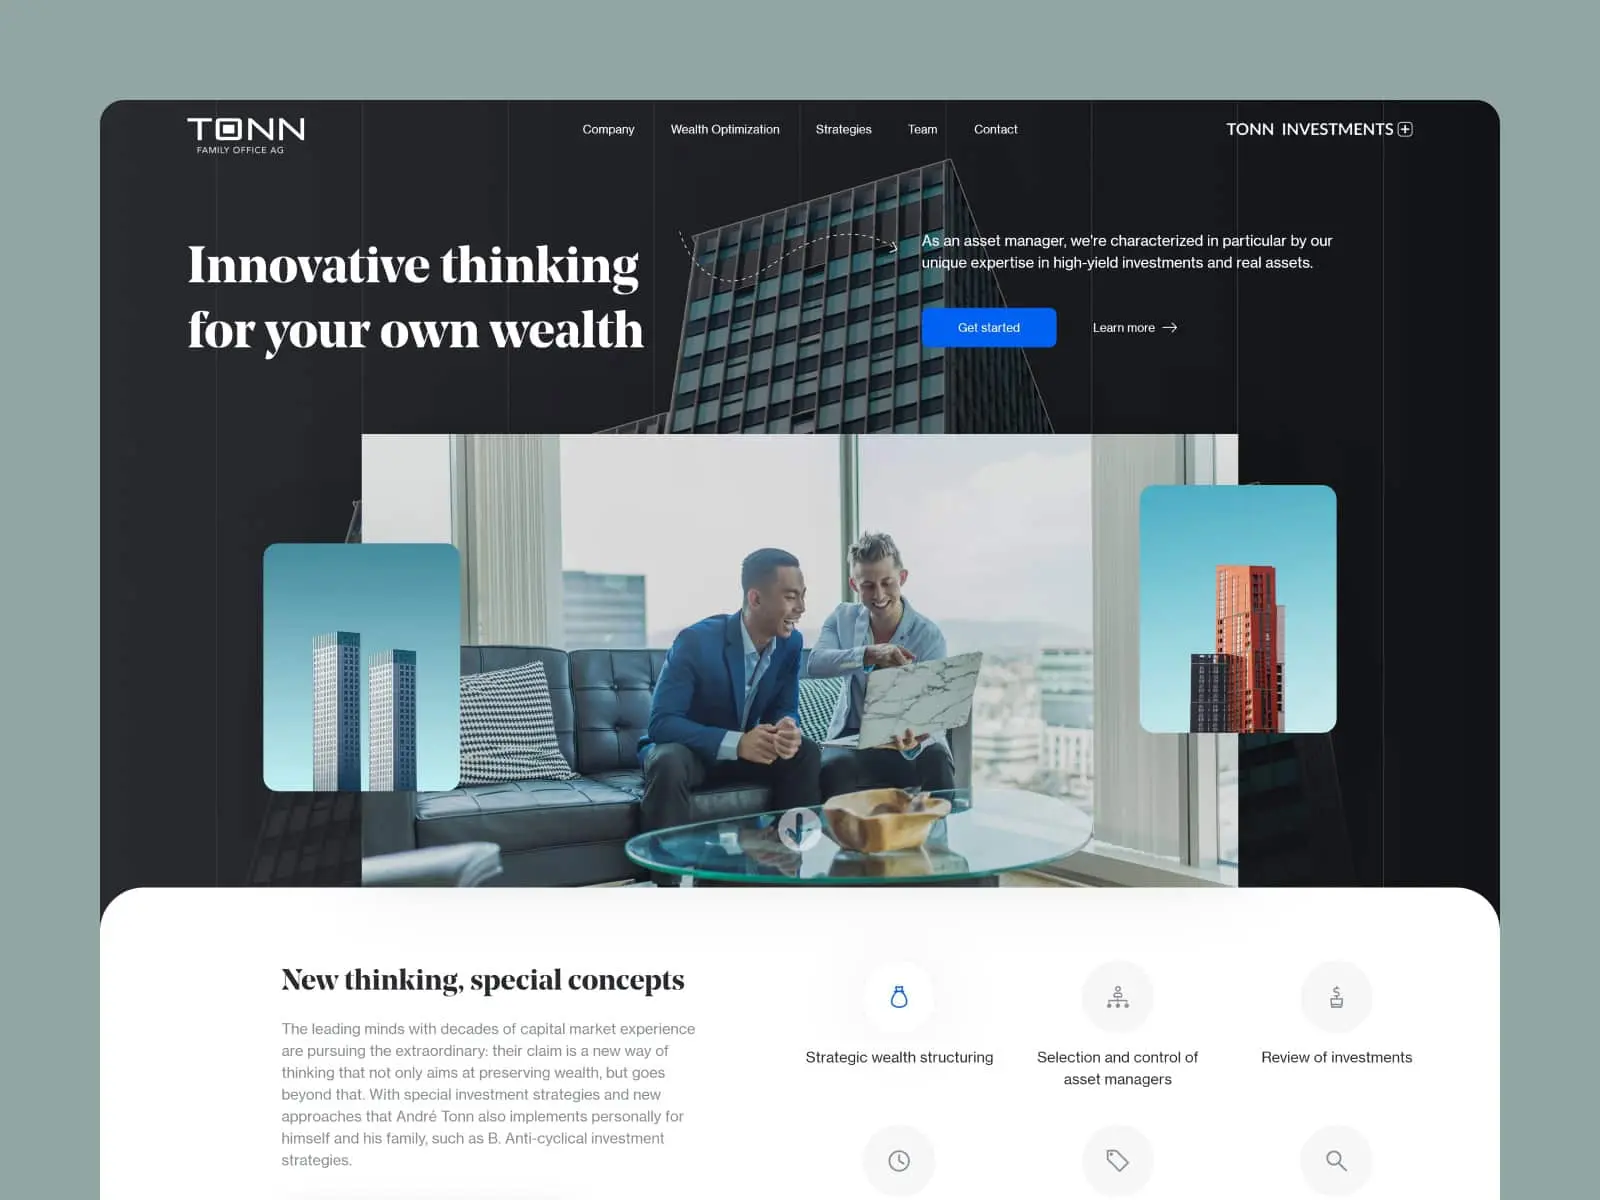 TONN
FAMILY OFFICE AG
Company
Wealth Optimization
Strategies
Team
Contact
TONN INVESTMENTS
Innovative thinking
for your own wealth
As an asset manager, we're characterized in particular by our
unique expertise in high-yield investments and real assets.
Get started
Learn more
New thinking, special concepts
The leading minds with decades of capital market experience
are pursuing the extraordinary: their claim is a new way of
thinking that not only aims at preserving wealth, but goes
beyond that. With special investment strategies and new
approaches that André Tonn also implements personally for
himself and his family, such as B. Anti-cyclical investment
strategies.
Strategic wealth structuring
Selection and control of
asset managers
Review of investments